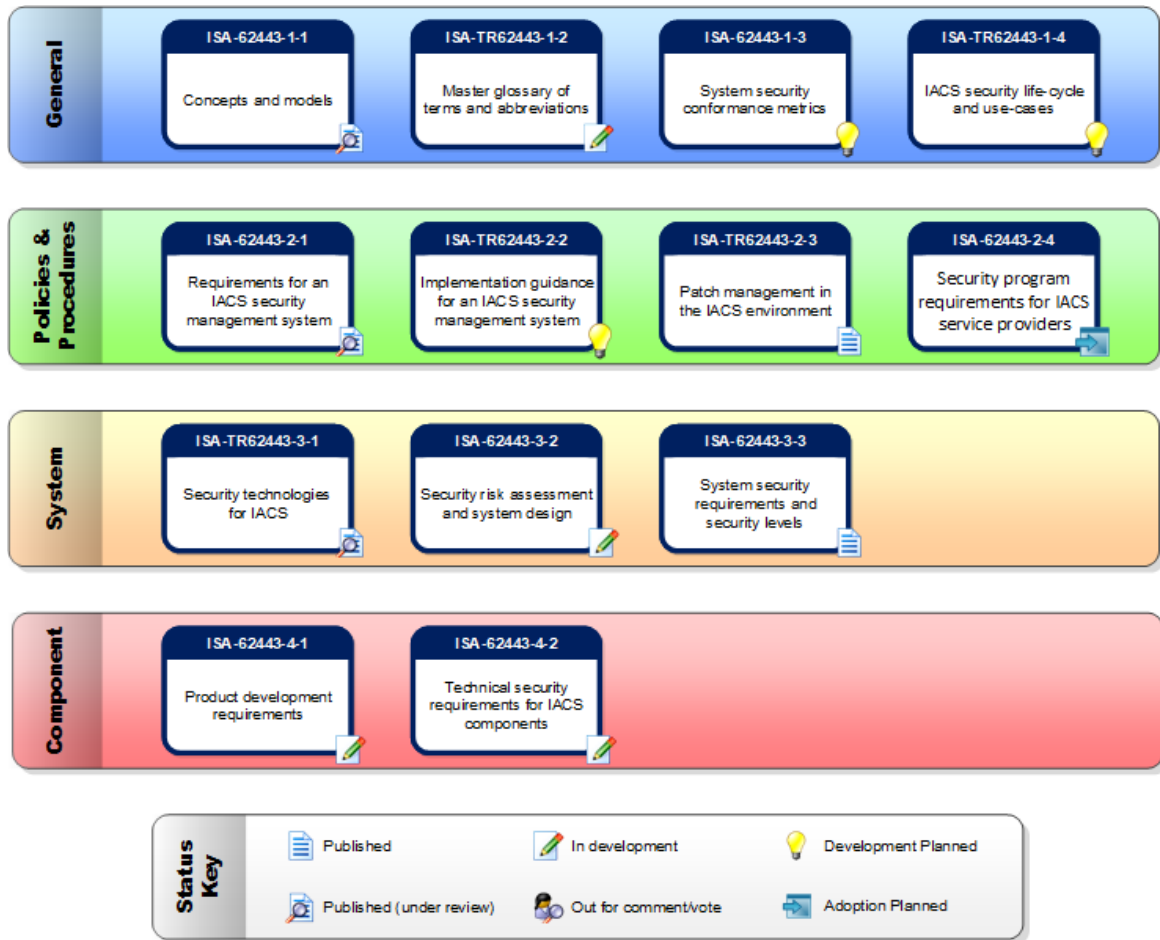 General
ISA-62443-1-1
Concepts and models
ISA-TR62443-1-2
Master glossary of
terms and abbreviations
ISA-62443-1-3
System security
conformance metrics
ISA-TR62443-1-4
IACS security life-cycle
and use-cases
Policies &
Procedures
ISA-62443-2-1
Requirements for an
IACS security
management system
ISA-TR62443-2-2
Implementation guidance
for an IACS security
management system
ISA-TR62443-2-3
Patch management in
the IACS environment
ISA-62443-2-4
Security program
requirements for IACS
service providers
System
ISA-TR62443-3-1
Security technologies
for IACS
ISA-62443-3-2
Security risk assessment
and system design
ISA-62443-3-3
System security
requirements and
security levels
Component
ISA-62443-4-1
Product development
requirements
ISA-62443-4-2
Technical security
requirements for IACS
components
Status
Key
Published
In development
Development Planned
Published (under review)
Out for comment/vote
Adoption Planned